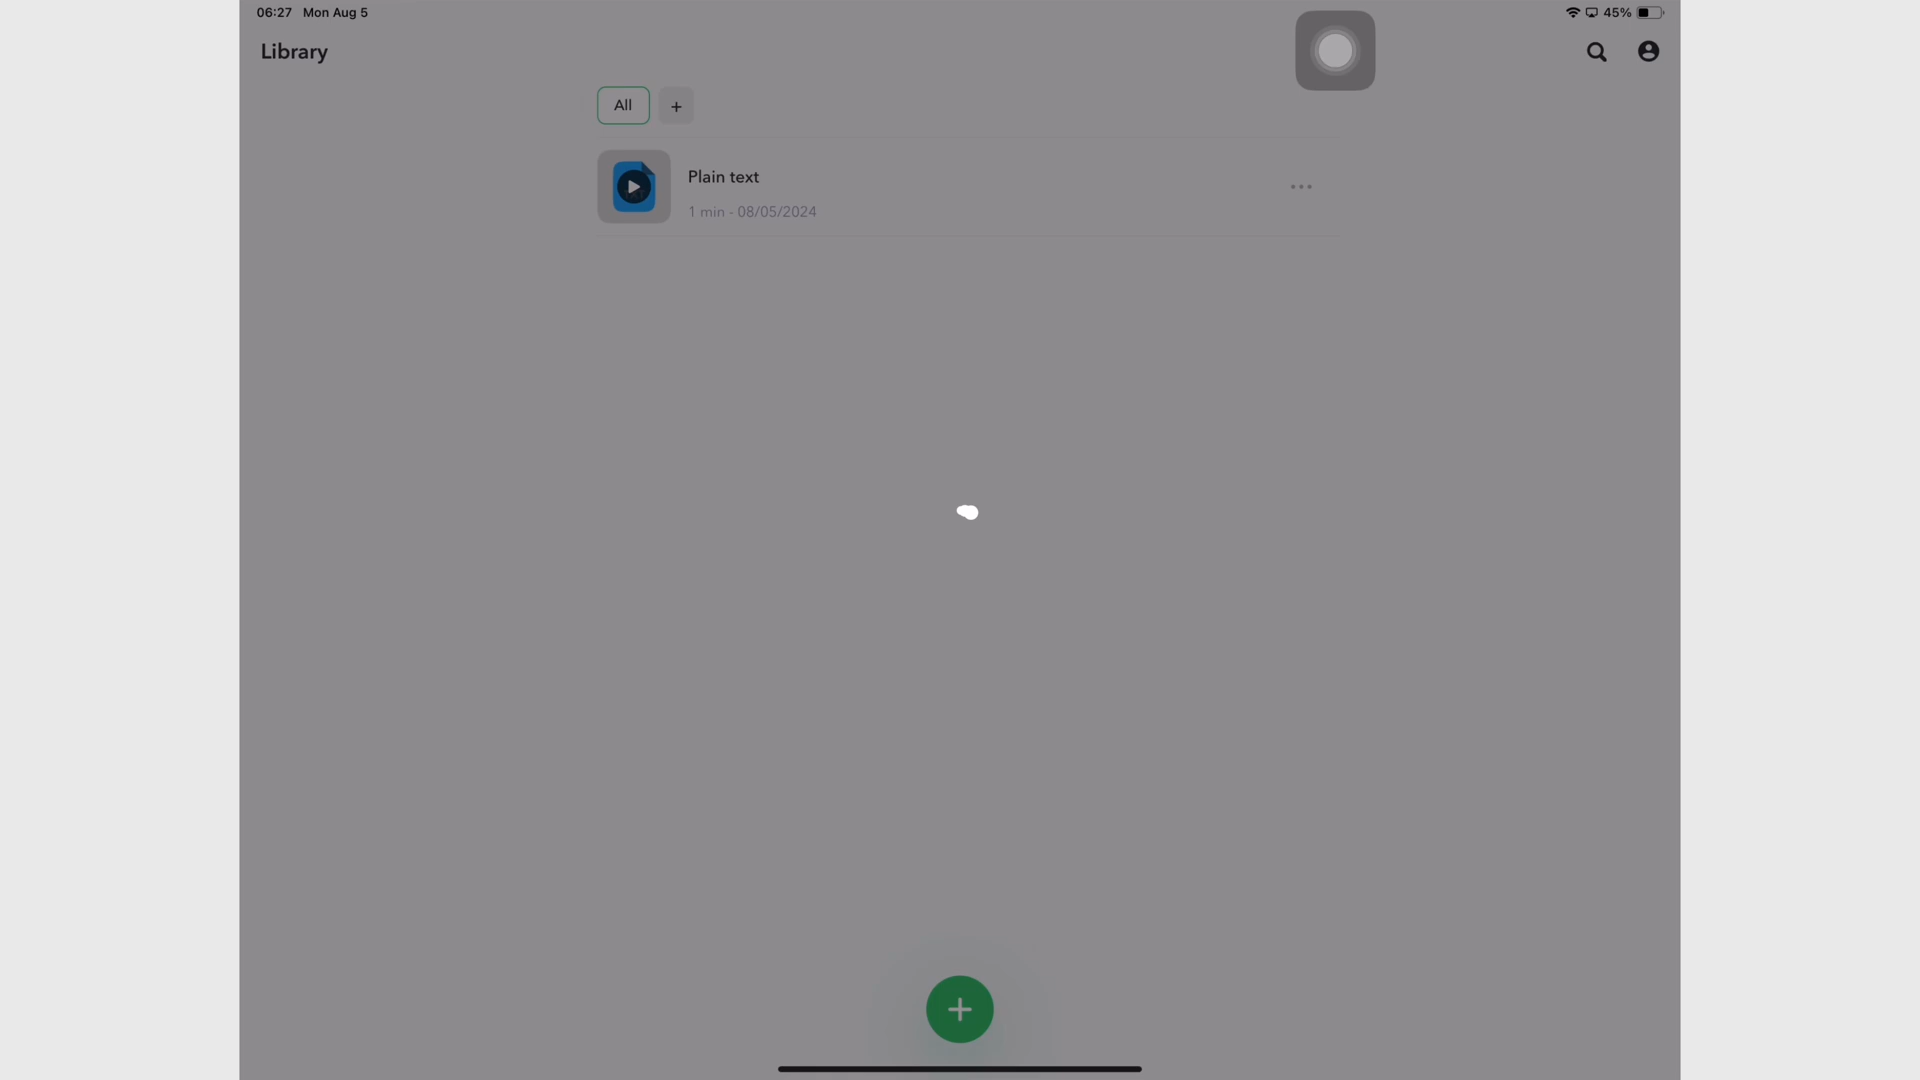 06:27 Mon Aug 5
45%
Library
All
+
Plain text
1 min - 08/05/2024